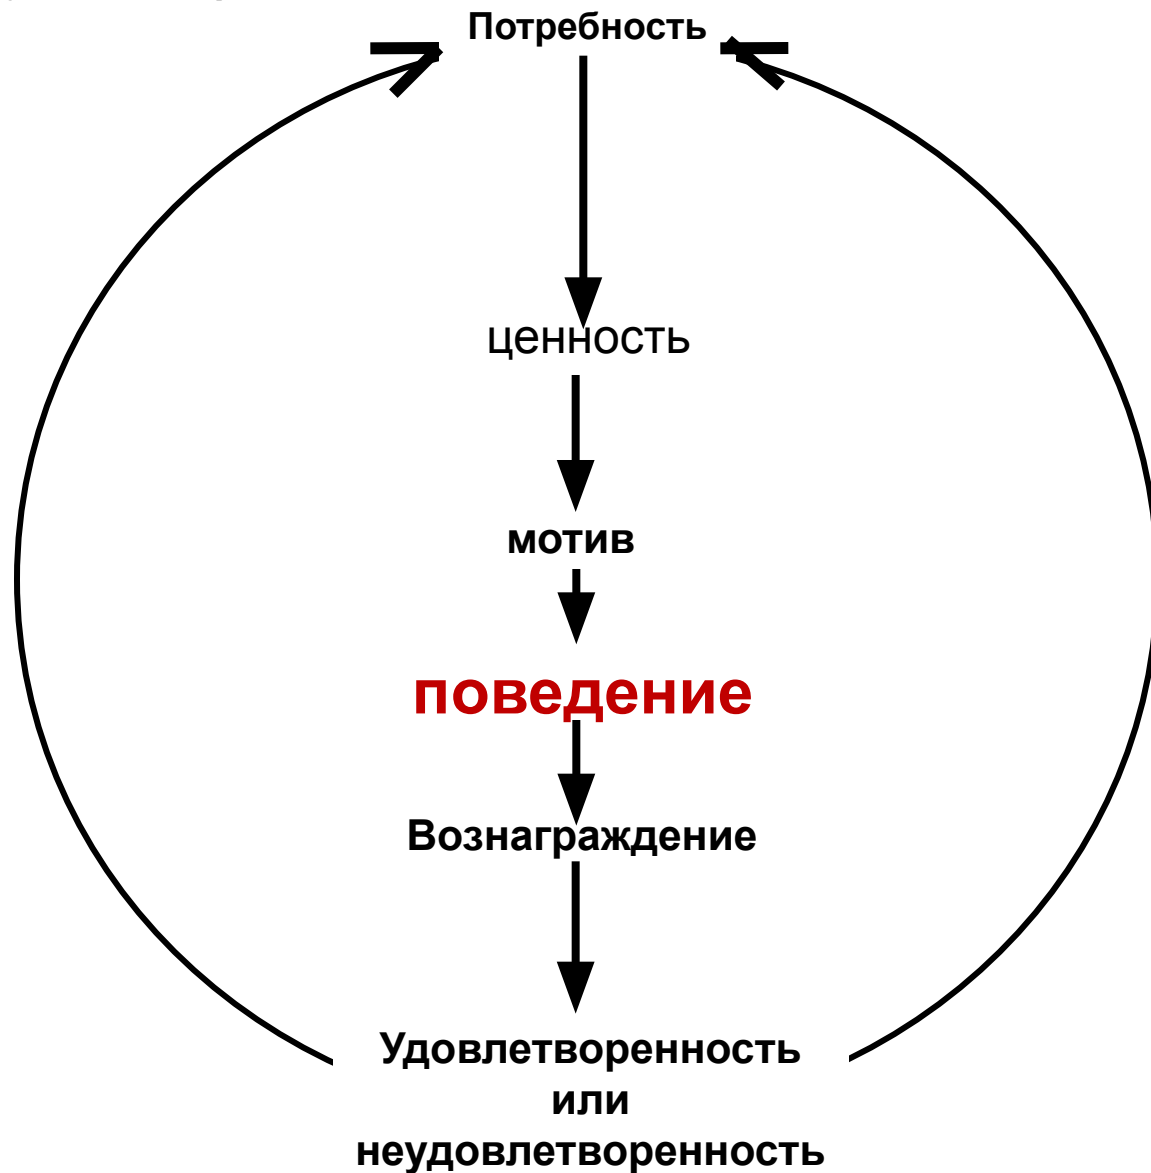 Потребность
ценность
мотив
поведение
Вознаграждение
Удовлетворенность
или
неудовлетворенность